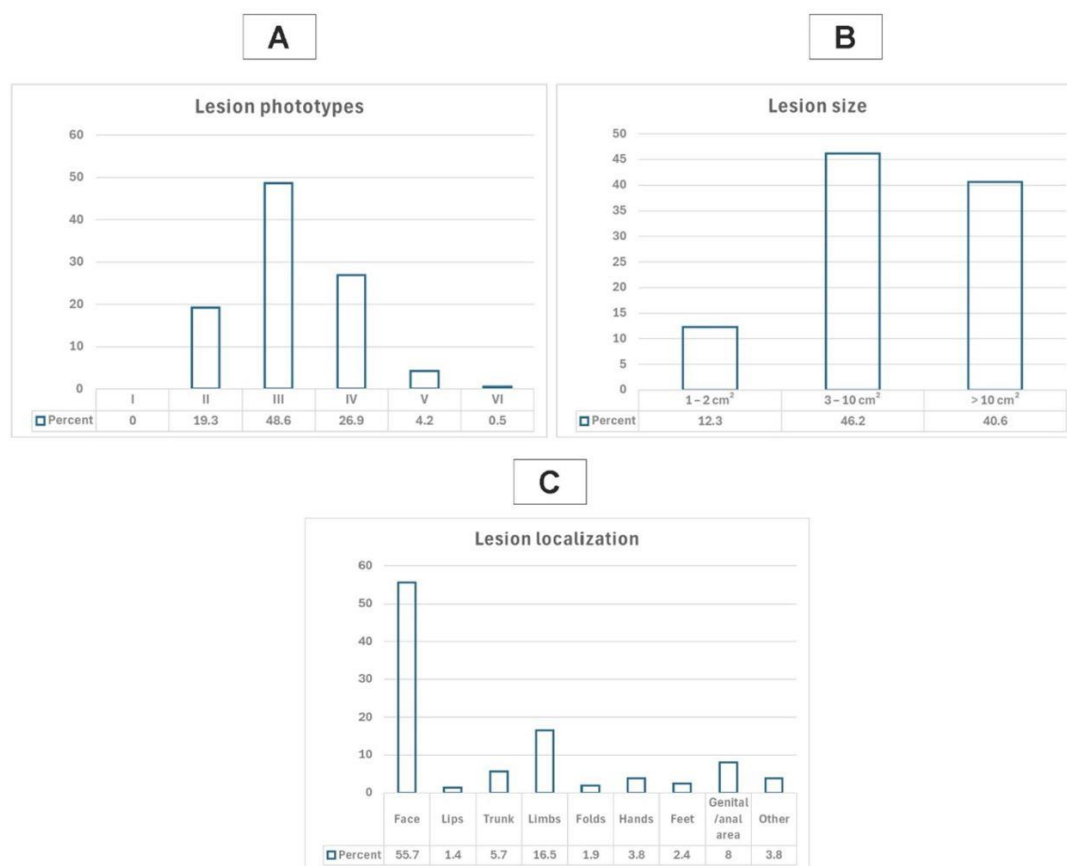 A
B
Lesion phototypes
60
50
40
30
20
10
0
I II III IV V VI
Percent 0 19.3 48.6 26.9 4.2 0.5
Lesion size
50
45
40
35
30
25
20
15
10
5
0
1 – 2 cm² 3 – 10 cm² > 10 cm²
Percent 12.3 46.2 40.6
C
Lesion localization
60
50
40
30
20
10
0
Face Lips Trunk Limbs Folds Hands Feet Genital /anal area Other
Percent 55.7 1.4 5.7 16.5 1.9 3.8 2.4 8 3.8